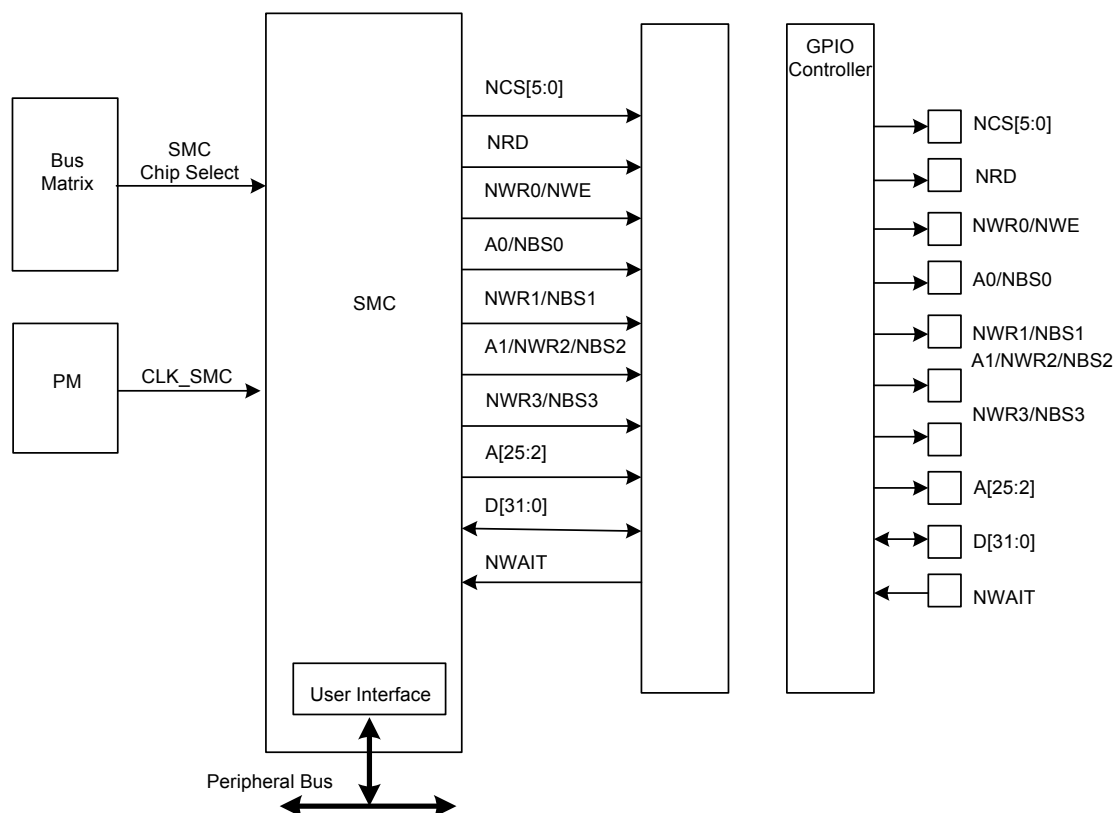 Bus
Matrix
SMC
Chip Select
PM
CLK_SMC
SMC
User Interface
Peripheral Bus
NCS[5:0]
NRD
NWR0/NWE
A0/NBS0
NWR1/NBS1
A1/NWR2/NBS2
NWR3/NBS3
A[25:2]
D[31:0]
NWAIT
GPIO
Controller
NCS[5:0]
NRD
NWR0/NWE
A0/NBS0
NWR1/NBS1
A1/NWR2/NBS2
NWR3/NBS3
A[25:2]
D[31:0]
NWAIT